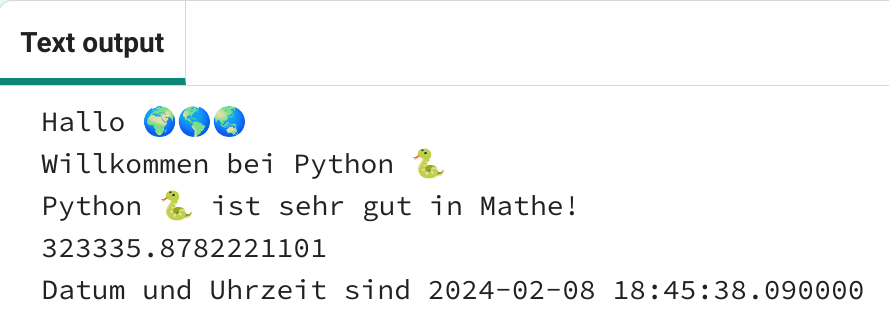 Text output
Hallo 🌍🌎🌏
Willkommen bei Python 🐍
Python 🐍 ist sehr gut in Mathe!
323335.8782221101
Datum und Uhrzeit sind 2024-02-08 18:45:38.090000